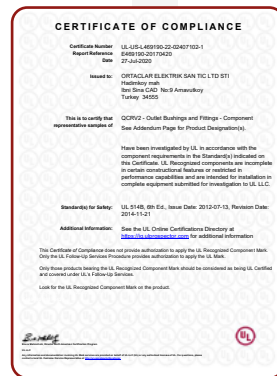 CERTIFICATE OF COMPLIANCE
Certificate Number UL-US-L469190-22-02407102-1
Report Reference E469190-20170420
Date 27-Jul-2020
Issued to: ORTACLAR ELEKTRIK SAN TIC LTD STI
Hadimkoy mah
Ibni Sina CAD No:9 Arnavutkoy
Turkey 34555
This is to certify that QCRV2 - Outlet Bushings and Fittings - Component
representative samples of See Addendum Page for Product Designation(s).
Have been investigated by UL in accordance with the
component requirements in the Standard(s) indicated on
this Certificate. UL Recognized components are incomplete
in certain constructional features or restricted in
performance capabilities and are intended for installation in
complete equipment submitted for investigation to UL LLC.
Standard(s) for Safety: UL 514B, 6th Ed., Issue Date: 2012-07-13, Revision Date:
2014-11-21
Additional Information: See the UL Online Certifications Directory at
https://iq.ulprospector.com for additional information
This Certificate of Compliance does not provide authorization to apply the UL Recognized Component Mark.
Only the UL Follow-Up Services Procedure provides authorization to apply the UL Mark.
Only those products bearing the UL Recognized Component Mark should be considered as being UL Certified
and covered under UL's Follow-Up Services.
Look for the UL Recognized Component Mark on the product.
UL